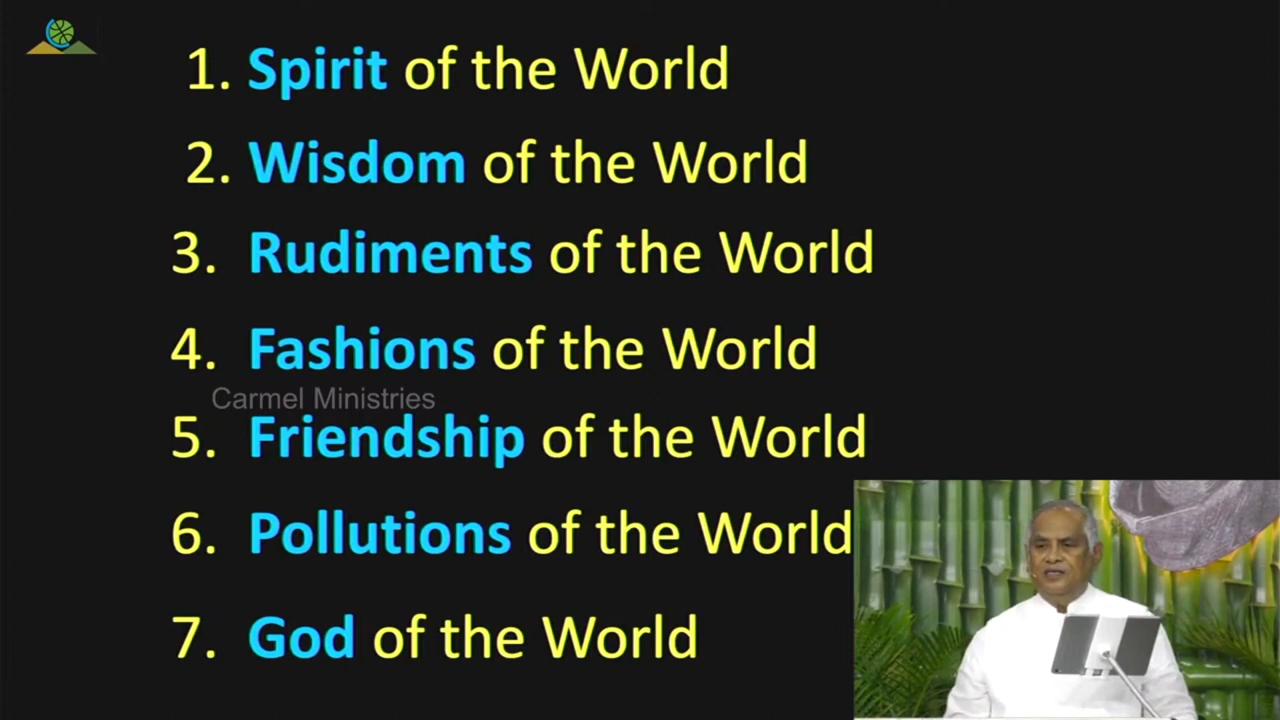 1. Spirit of the World
2. Wisdom of the World
3. Rudiments of the World
4. Fashions of the World
Carmel Ministries
5. Friendship of the World
6. Pollutions of the World
7. God of the World